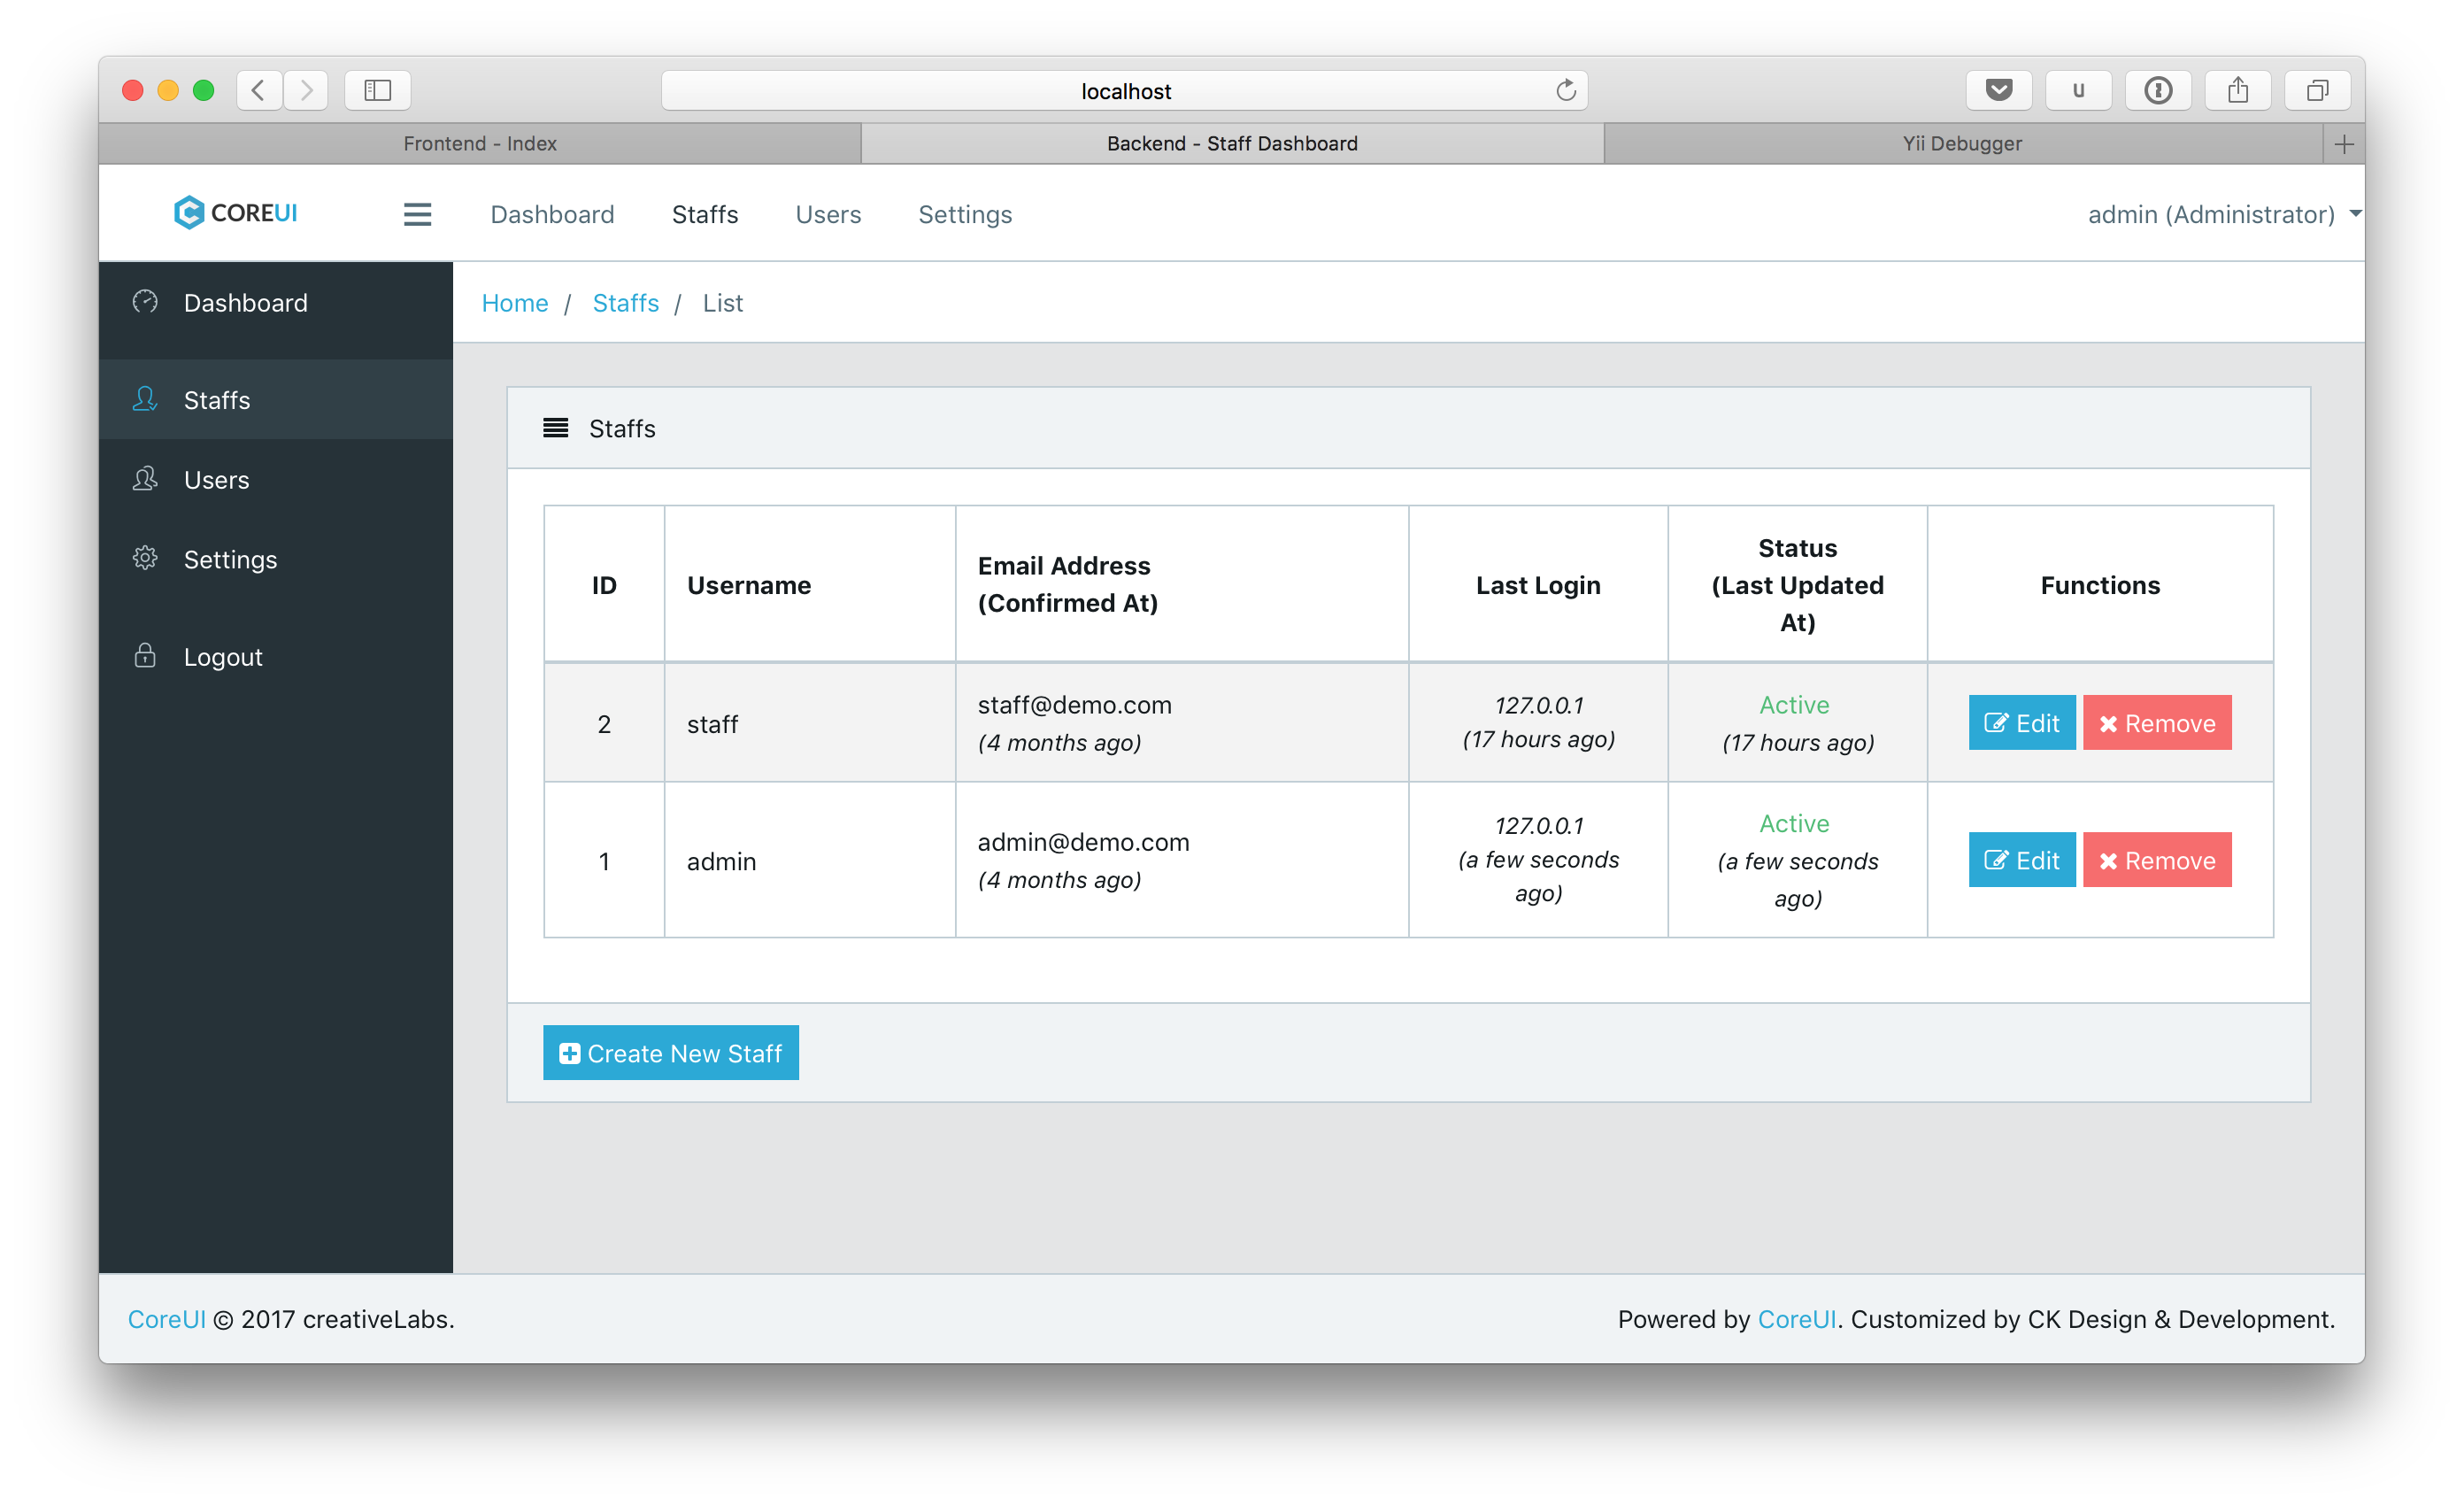 localhost
U
Frontend - Index
Backend - Staff Dashboard
Yii Debugger
COREUI
Dashboard
Staffs
Users
Settings
admin (Administrator)
Dashboard
Staffs
Users
Settings
Logout
Home / Staffs / List
Staffs
ID
Username
Email Address
(Confirmed At)
Last Login
Status
(Last Updated
At)
Functions
2
staff
staff@demo.com
(4 months ago)
127.0.0.1
(17 hours ago)
Active
(17 hours ago)
Edit
Remove
1
admin
admin@demo.com
(4 months ago)
127.0.0.1
(a few seconds
ago)
Active
(a few seconds
ago)
Edit
Remove
Create New Staff
CoreUI © 2017 creativeLabs.
Powered by CoreUI. Customized by CK Design & Development.